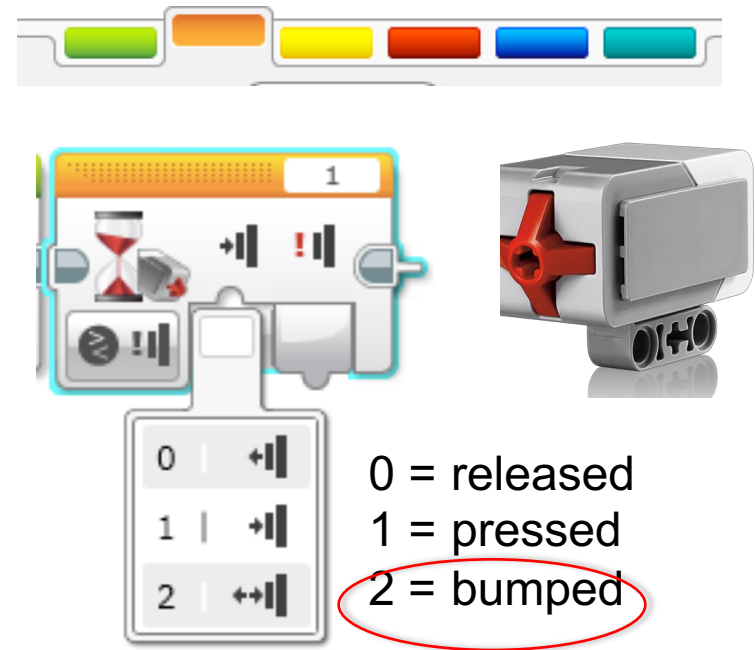 1
0
1
2
0 = released
1 = pressed
2 = bumped